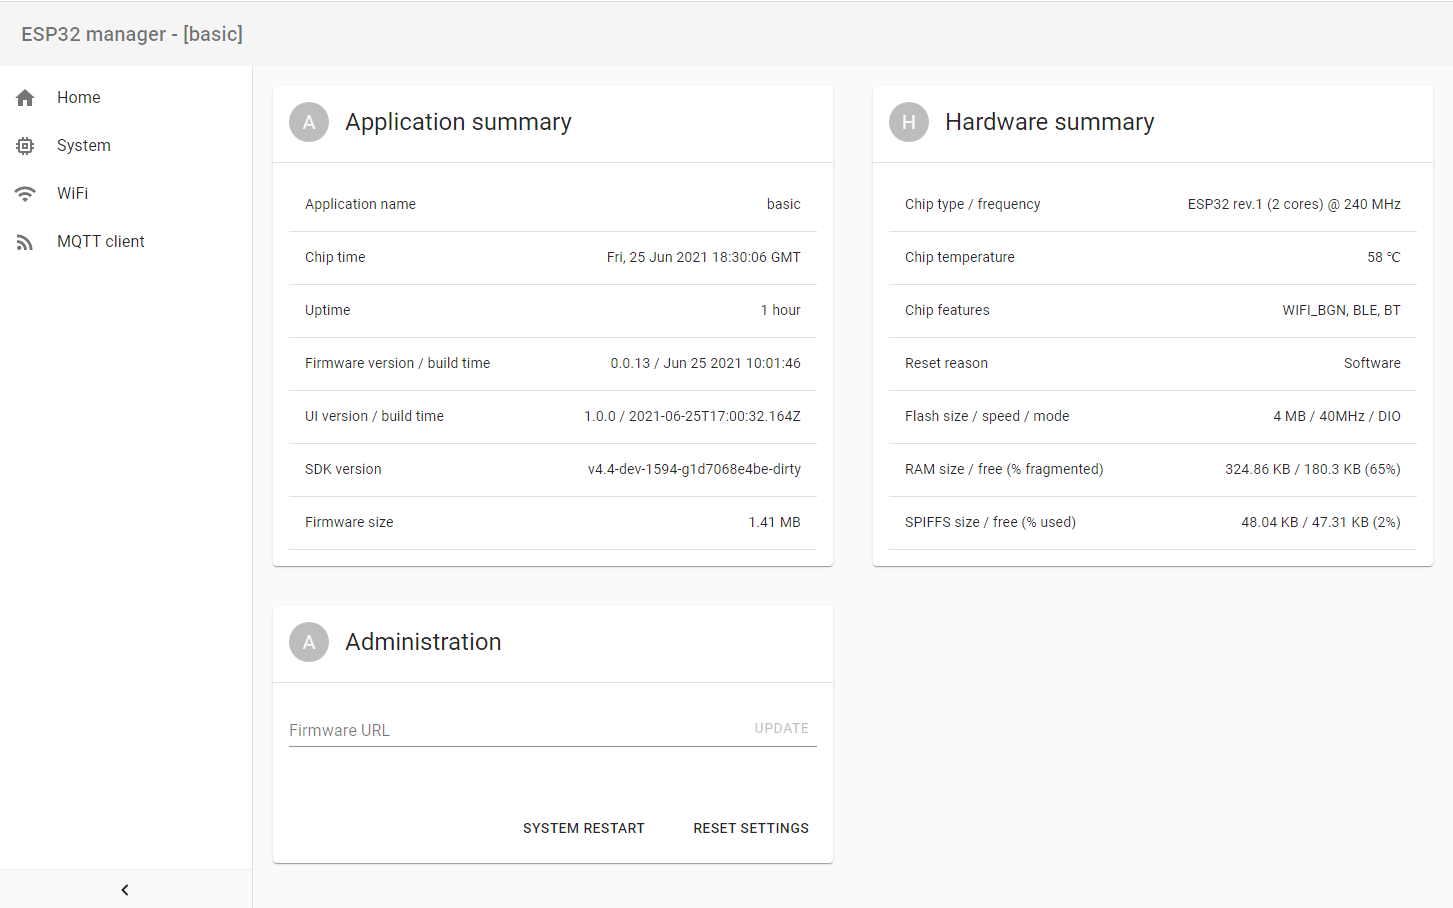 ESP32 manager - [basic]
Home
System
WiFi
MQTT client
A Application summary
Application name basic
Chip time Fri, 25 Jun 2021 18:30:06 GMT
Uptime 1 hour
Firmware version / build time 0.0.13 / Jun 25 2021 10:01:46
UI version / build time 1.0.0 / 2021-06-25T17:00:32.164Z
SDK version v4.4-dev-1594-g1d7068e4be-dirty
Firmware size 1.41 MB
H Hardware summary
Chip type / frequency ESP32 rev.1 (2 cores) @ 240 MHz
Chip temperature 58 °C
Chip features WIFI_BGN, BLE, BT
Reset reason Software
Flash size / speed / mode 4 MB / 40MHz / DIO
RAM size / free (% fragmented) 324.86 KB / 180.3 KB (65%)
SPIFFS size / free (% used) 48.04 KB / 47.31 KB (2%)
A Administration
Firmware URL UPDATE
SYSTEM RESTART RESET SETTINGS